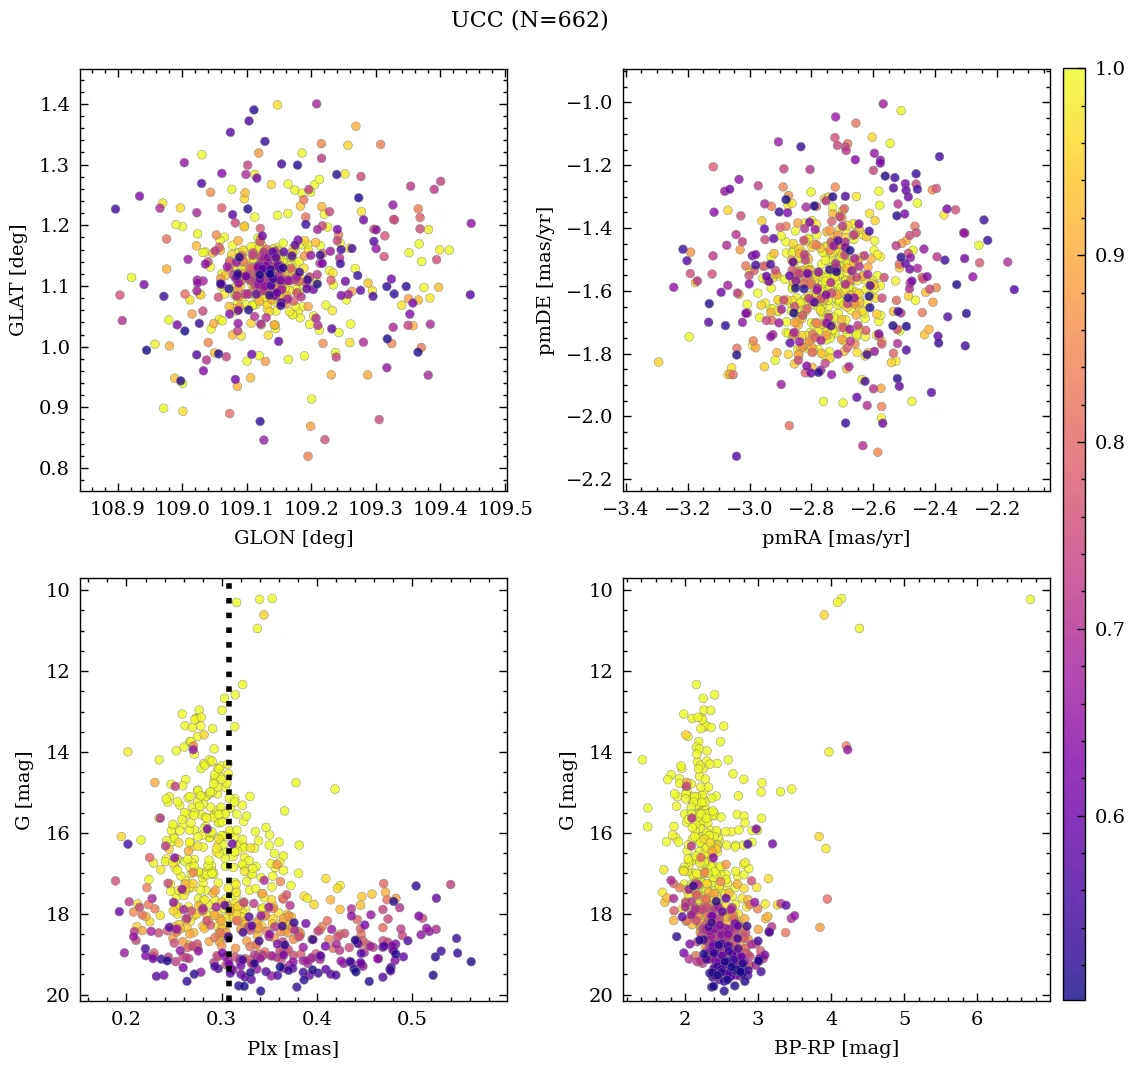 UCC (N=662)
1.4
1.3
1.2
1.1
1.0
0.9
0.8
GLAT [deg]
108.9 109.0 109.1 109.2 109.3 109.4 109.5
GLON [deg]
−1.0
−1.2
−1.4
−1.6
−1.8
−2.0
−2.2
pmDE [mas/yr]
−3.4 −3.2 −3.0 −2.8 −2.6 −2.4 −2.2
pmRA [mas/yr]
10
12
14
16
18
20
G [mag]
0.2 0.3 0.4 0.5
Plx [mas]
10
12
14
16
18
20
G [mag]
2 3 4 5 6
BP-RP [mag]
1.0
0.9
0.8
0.7
0.6